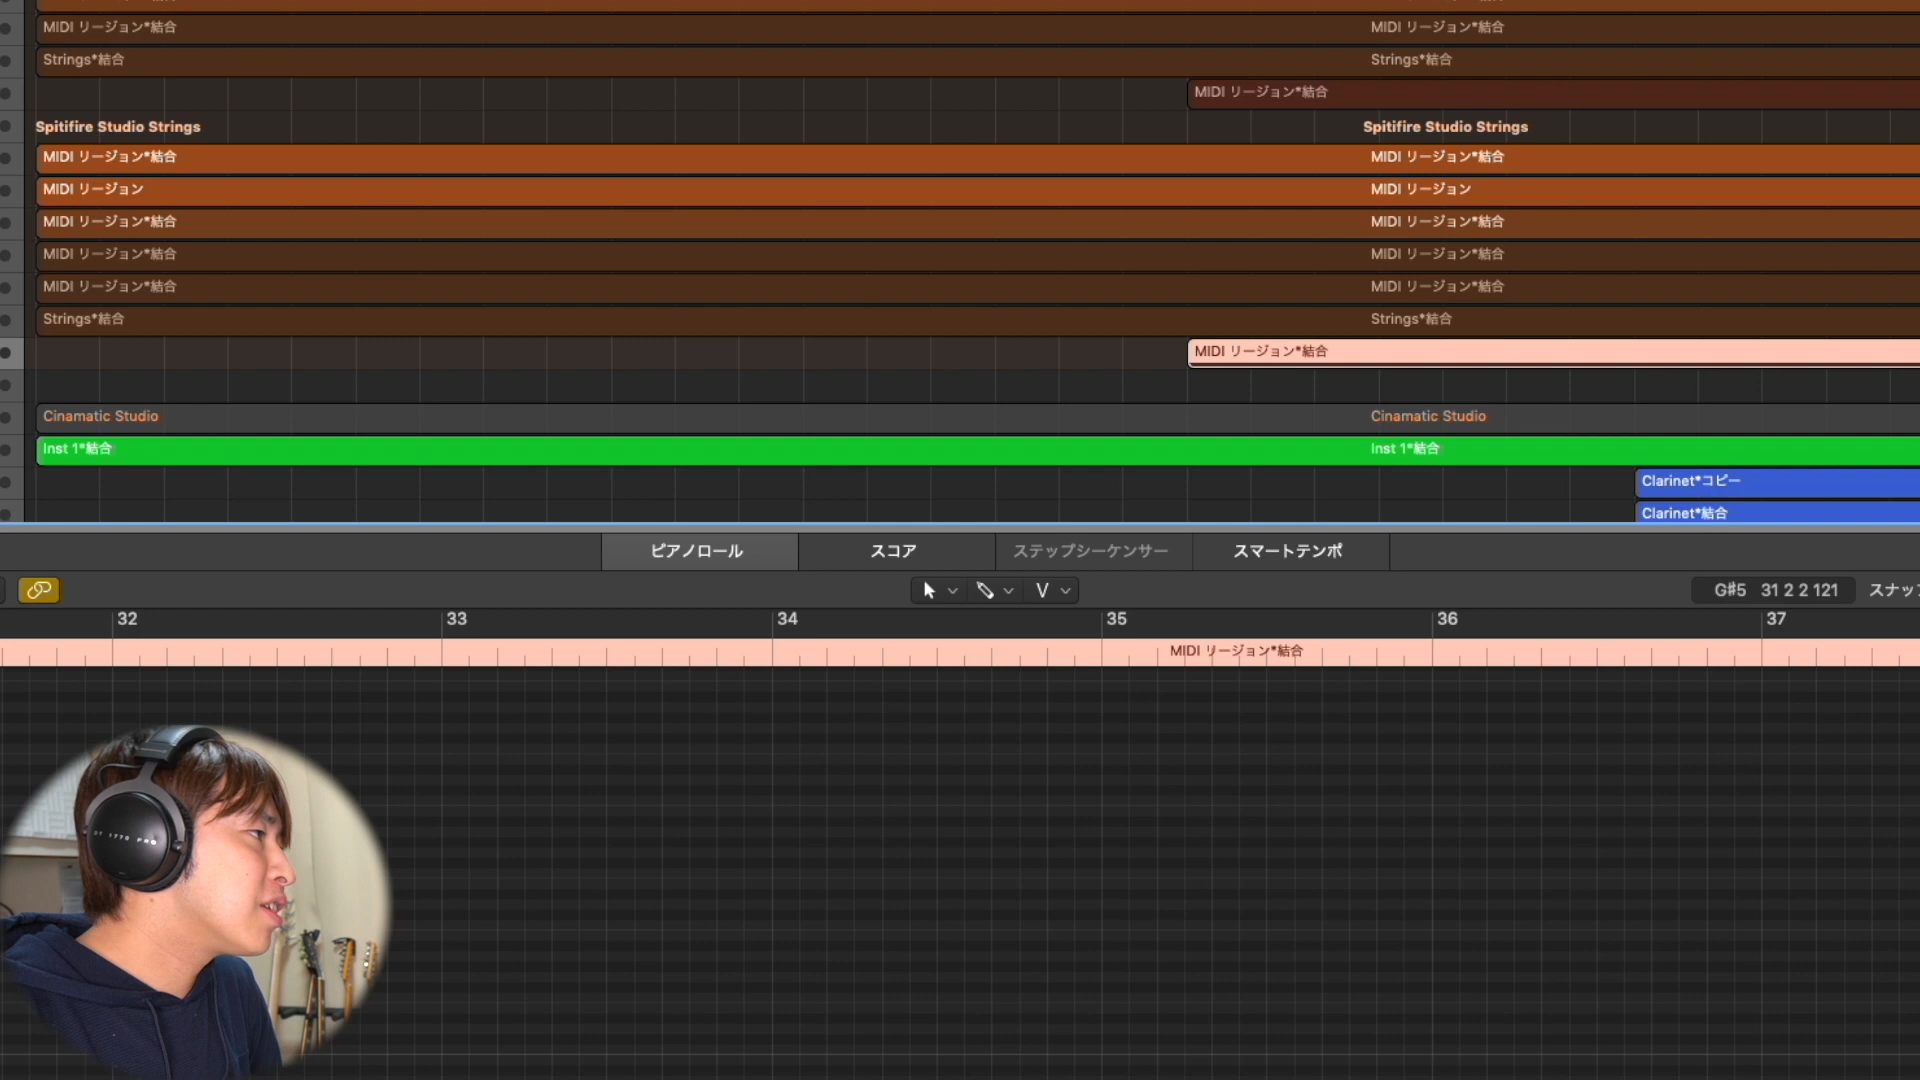 MIDI リージョン*結合 MIDI リージョン*結合
Strings*結合 Strings*結合
MIDI リージョン*結合
Spitifire Studio Strings Spitifire Studio Strings
MIDI リージョン*結合 MIDI リージョン*結合
MIDI リージョン MIDI リージョン
MIDI リージョン*結合 MIDI リージョン*結合
MIDI リージョン*結合 MIDI リージョン*結合
MIDI リージョン*結合 MIDI リージョン*結合
Strings*結合 Strings*結合
MIDI リージョン*結合
Cinamatic Studio Cinamatic Studio
Inst 1*結合 Inst 1*結合
Clarinet*コピー
Clarinet*結合
ピアノロール スコア ステップシーケンサー スマートテンポ
G#5 31 2 2 121 スナッ
32 33 34 35 36 37
MIDI リージョン*結合
DT 1770 PRO